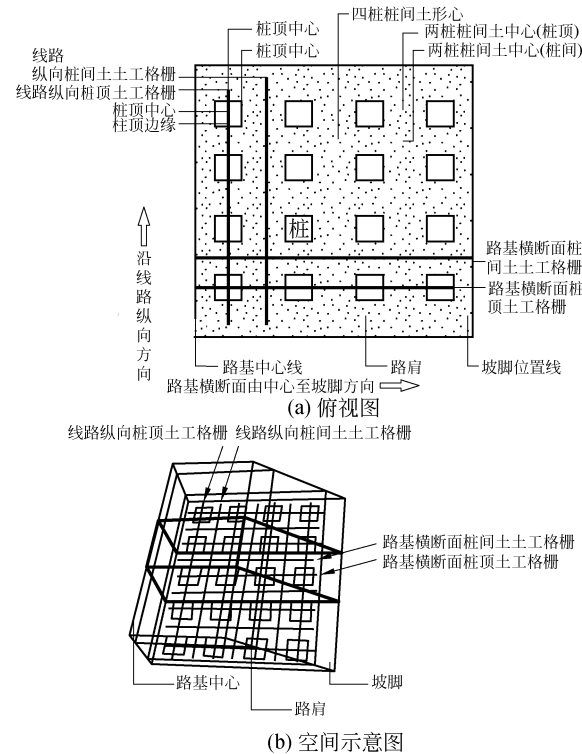 四桩桩间土形心
桩顶中心
两桩桩间土中心(桩顶)
桩顶中心
两桩桩间土中心(桩间)
线路
纵向桩间土土工格栅
线路纵向桩顶土工格栅
桩顶中心
柱顶边缘
桩
沿线路纵向方向
路基横断面桩
间土土工格栅
路基横断面桩
顶土工格栅
路基中心线
路肩
坡脚位置线
路基横断面由中心至坡脚方向
(a) 俯视图
线路纵向桩顶土工格栅
线路纵向桩间土土工格栅
路基横断面桩间土土工格栅
路基横断面桩顶土工格栅
路基中心
坡脚
路肩
(b) 空间示意图